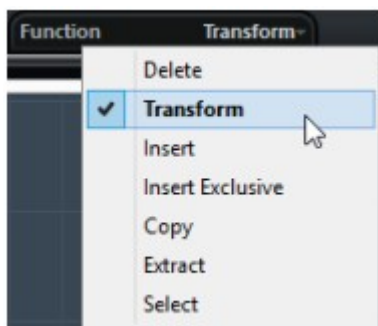 Function Transform
Delete
Transform
Insert
Insert Exclusive
Copy
Extract
Select